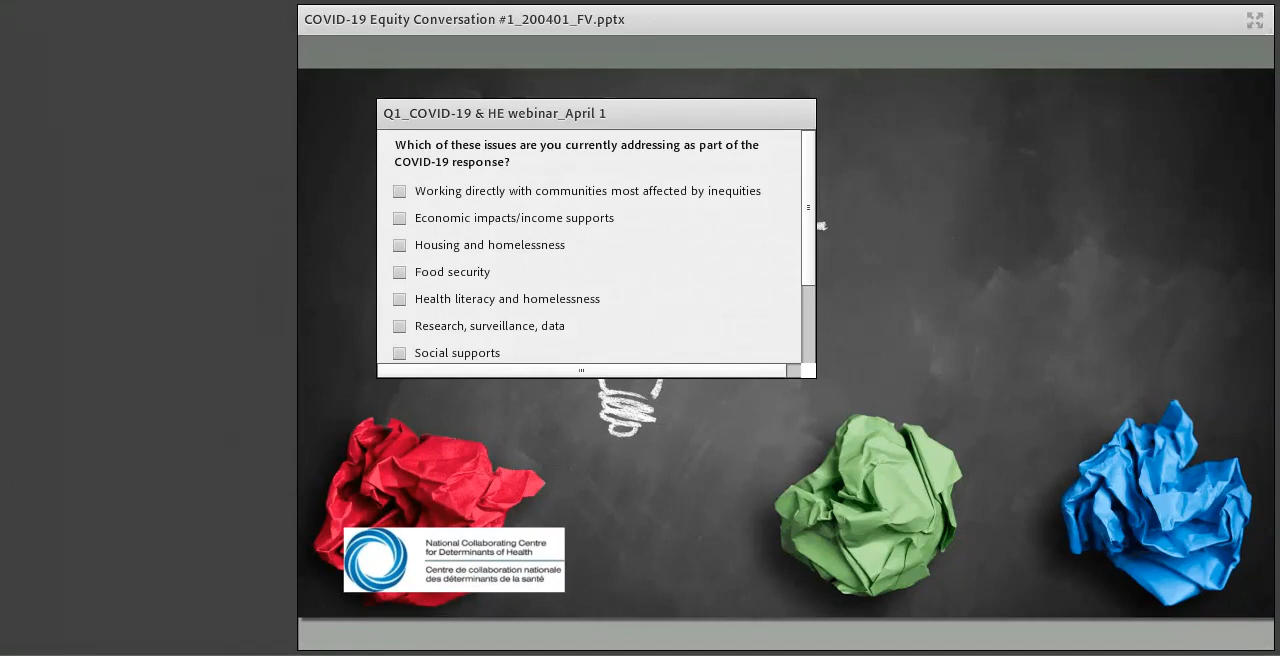 COVID-19 Equity Conversation #1_200401_FV.pptx
Q1_COVID-19 & HE webinar_April 1
Which of these issues are you currently addressing as part of the
COVID-19 response?
Working directly with communities most affected by inequities
Economic impacts/income supports
Housing and homelessness
Food security
Health literacy and homelessness
Research, surveillance, data
Social supports
National Collaborating Centre
for Determinants of Health
Centre de collaboration nationale
des déterminants de la santé